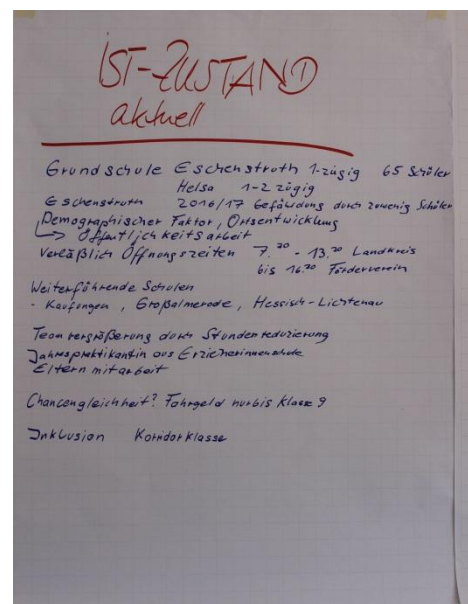 IST-ZUSTAND
aktuell
Grundschule Eschenstruth 1-zügig 65 Schüler
Helsa 1-2 zügig
Eschenstruth 2016/17 Gefährdung durch zuwenig Schüler
Demographischer Faktor, Ortsentwicklung
→ Öffentlichkeitsarbeit
Verläßlich Öffnungszeiten 7.30 - 13.30 Landkreis
bis 16.30 Förderverein
Weiterführende Schulen
- Kaufungen, Großalmerode, Hessisch-Lichtenau
Teamvergrößerung durch Stundenreduzierung
Jahrespraktikantin aus Erzieherinnenschule
Elternmitarbeit
Chancengleichheit? Fahrgeld nur bis Klasse 9
Inklusion Korridorklasse